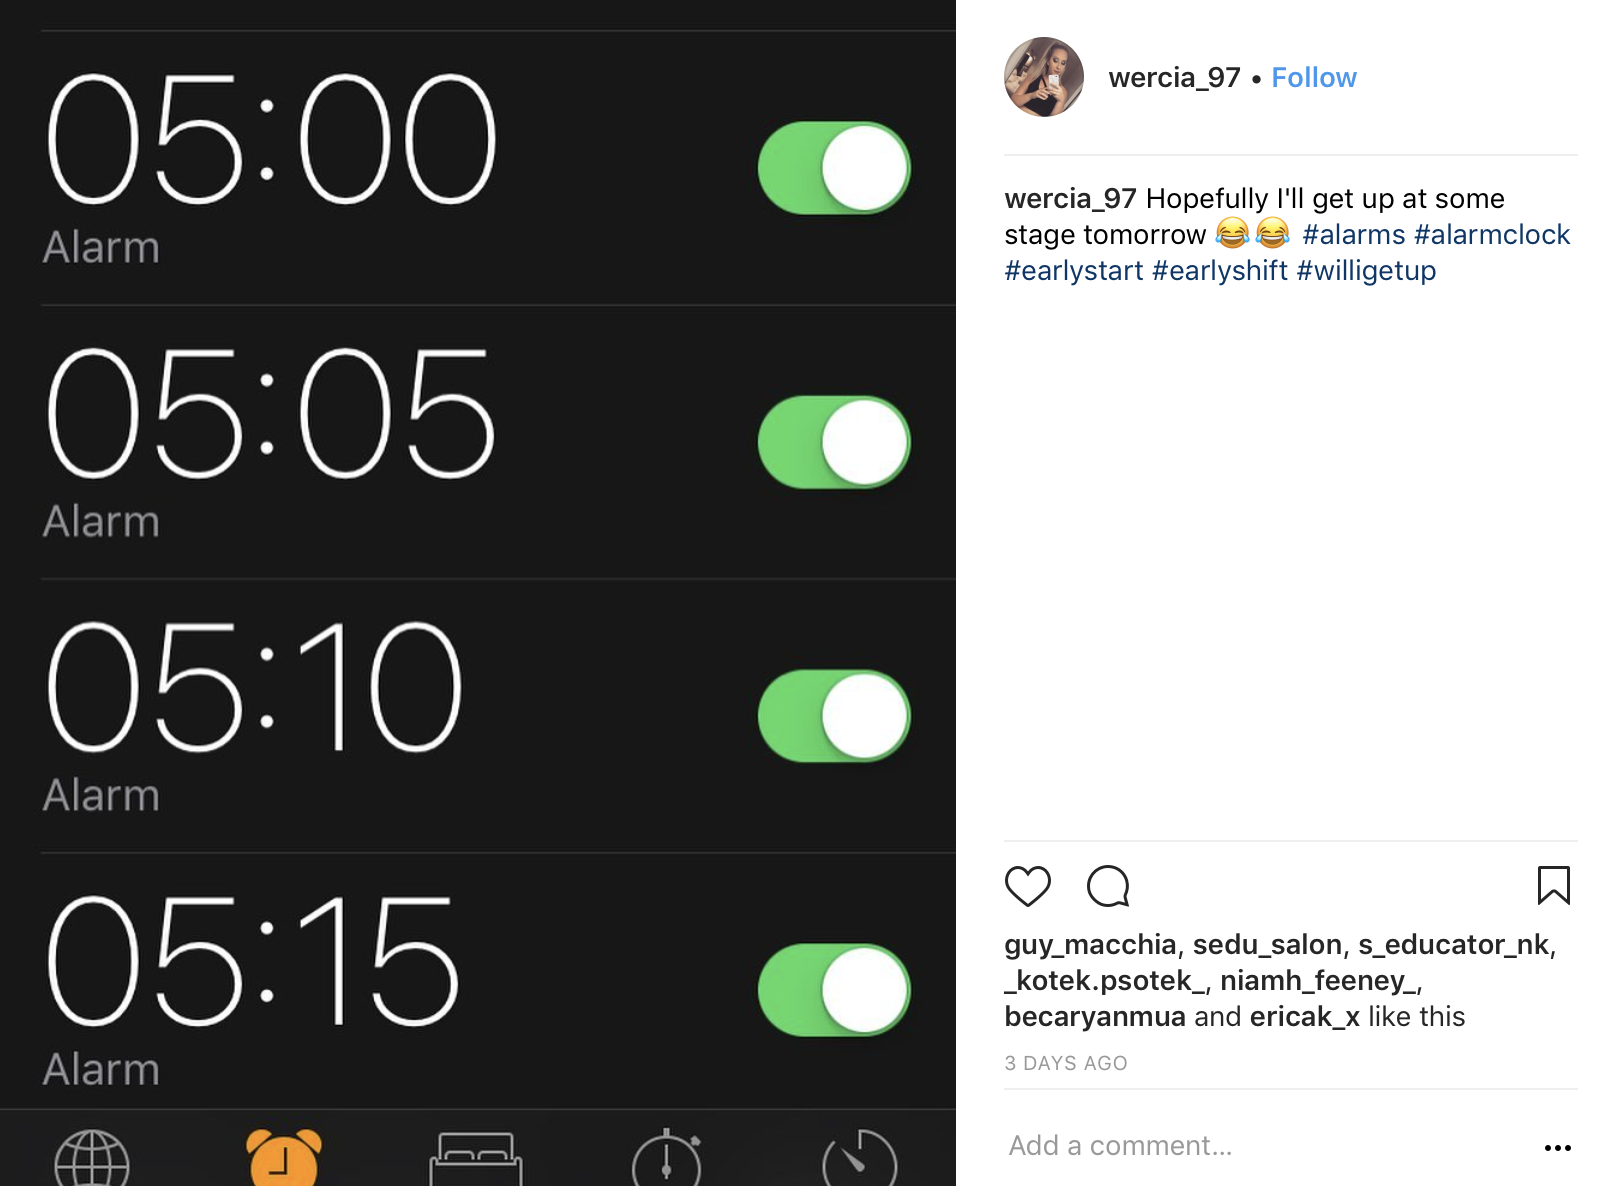 05:00
Alarm
05:05
Alarm
05:10
Alarm
05:15
Alarm
wercia_97 • Follow
wercia_97 Hopefully I'll get up at some
stage tomorrow 😂😂 #alarms #alarmclock
#earlystart #earlyshift #willigetup
guy_macchia, sedu_salon, s_educator_nk,
_kotek.psotek_, niamh_feeney_,
becaryanmua and ericak_x like this
3 DAYS AGO
Add a comment...